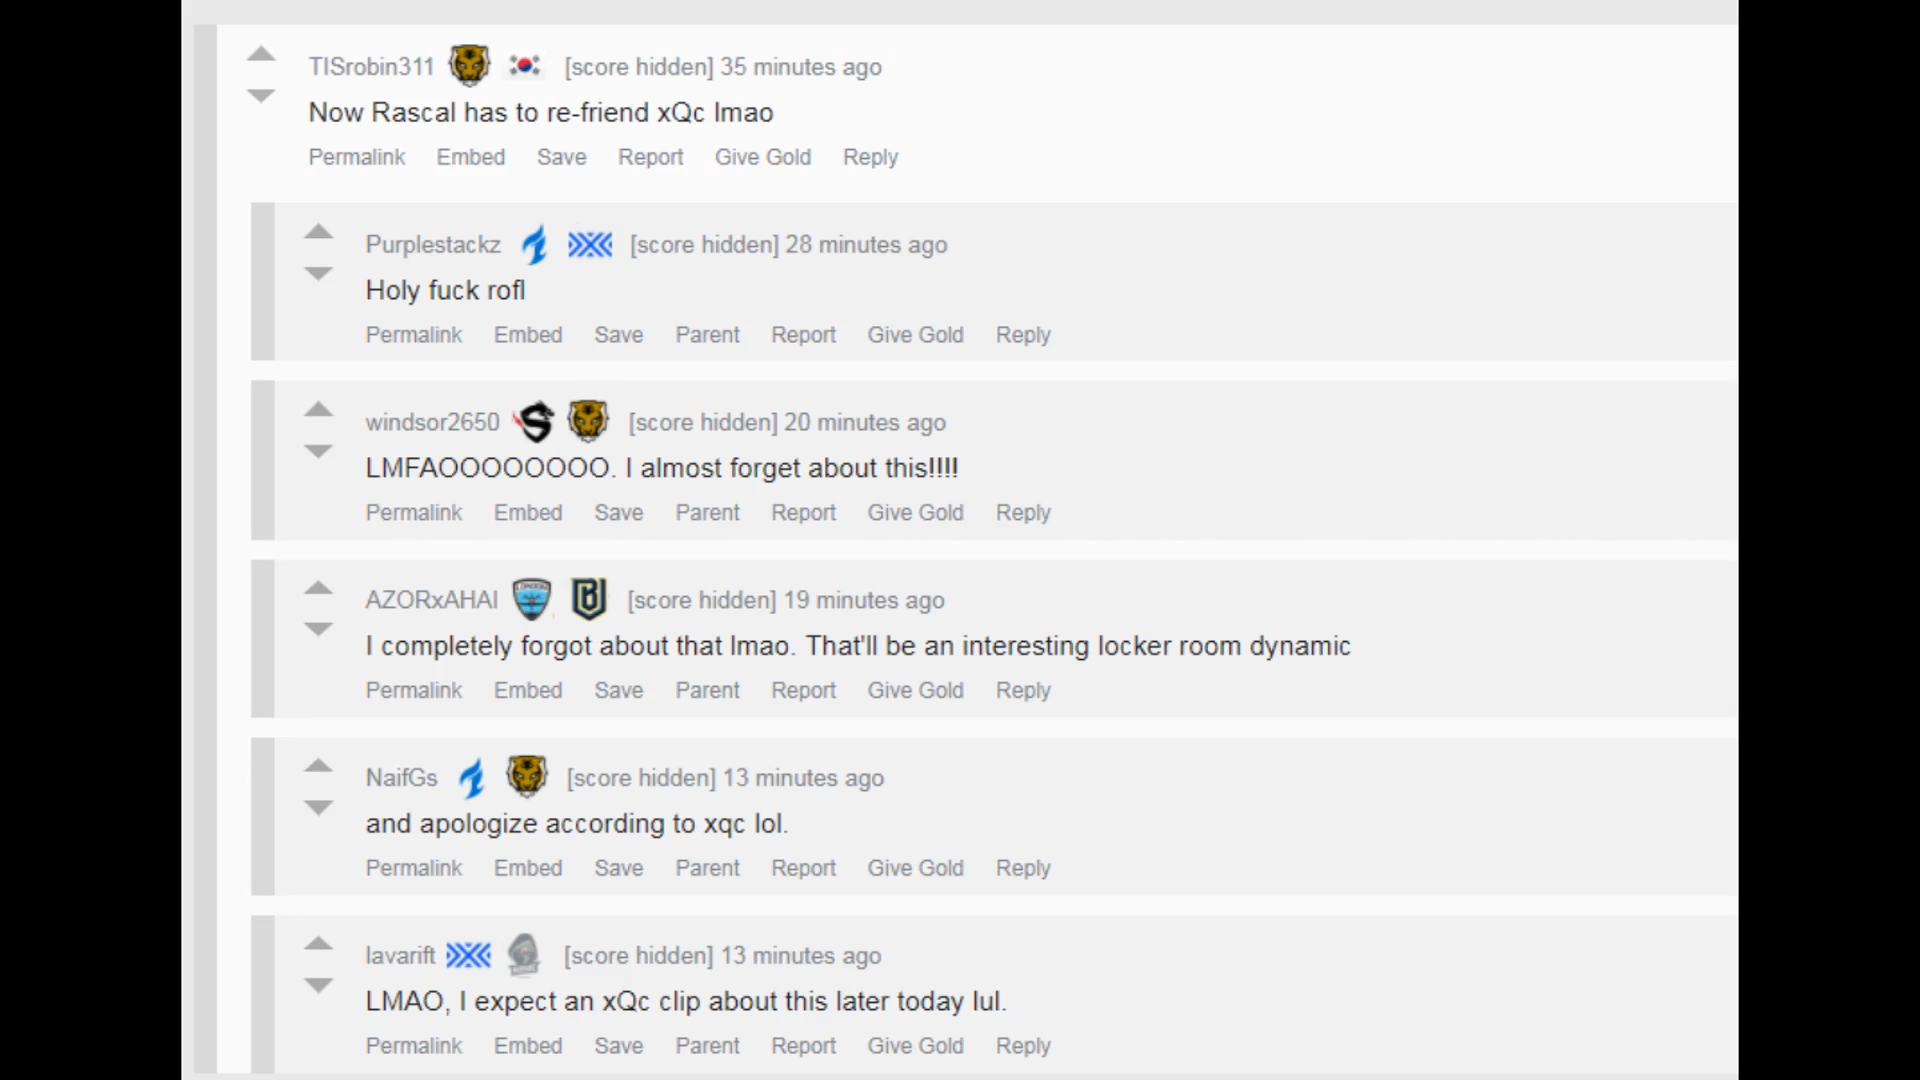 TISrobin311 [score hidden] 35 minutes ago
Now Rascal has to re-friend xQc lmao
Permalink Embed Save Report Give Gold Reply
Purplestackz [score hidden] 28 minutes ago
Holy fuck rofl
Permalink Embed Save Parent Report Give Gold Reply
windsor2650 [score hidden] 20 minutes ago
LMFAOOOOOOOO. I almost forget about this!!!!
Permalink Embed Save Parent Report Give Gold Reply
AZORxAHAI [score hidden] 19 minutes ago
I completely forgot about that lmao. That'll be an interesting locker room dynamic
Permalink Embed Save Parent Report Give Gold Reply
NaifGs [score hidden] 13 minutes ago
and apologize according to xqc lol.
Permalink Embed Save Parent Report Give Gold Reply
lavarift [score hidden] 13 minutes ago
LMAO, I expect an xQc clip about this later today lul.
Permalink Embed Save Parent Report Give Gold Reply